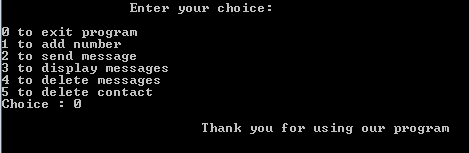 Enter your choice:
0 to exit program
1 to add number
2 to send message
3 to display messages
4 to delete messages
5 to delete contact
Choice : 0
Thank you for using our program